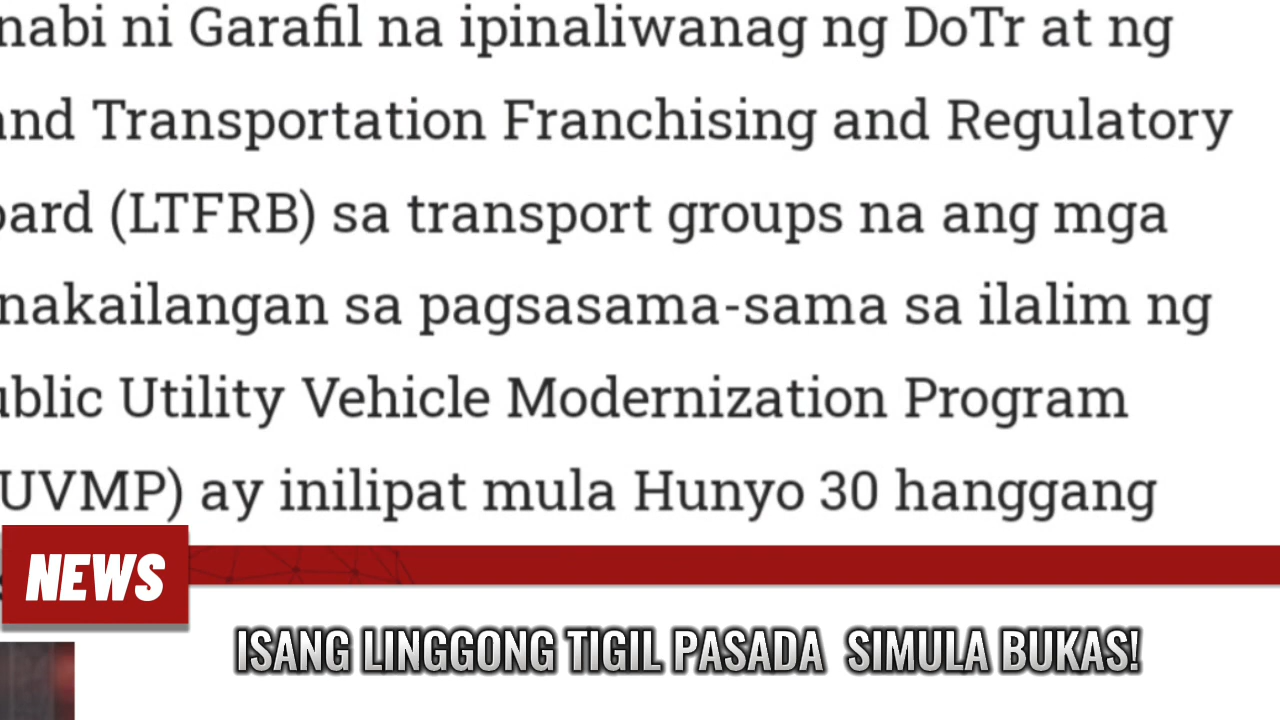 nabi ni Garafil na ipinaliwanag ng DoTr at ng
and Transportation Franchising and Regulatory
oard (LTFRB) sa transport groups na ang mga
nakailangan sa pagsasama-sama sa ilalim ng
ublic Utility Vehicle Modernization Program
UVMP) ay inilipat mula Hunyo 30 hanggang
NEWS
ISANG LINGGONG TIGIL PASADA SIMULA BUKAS!